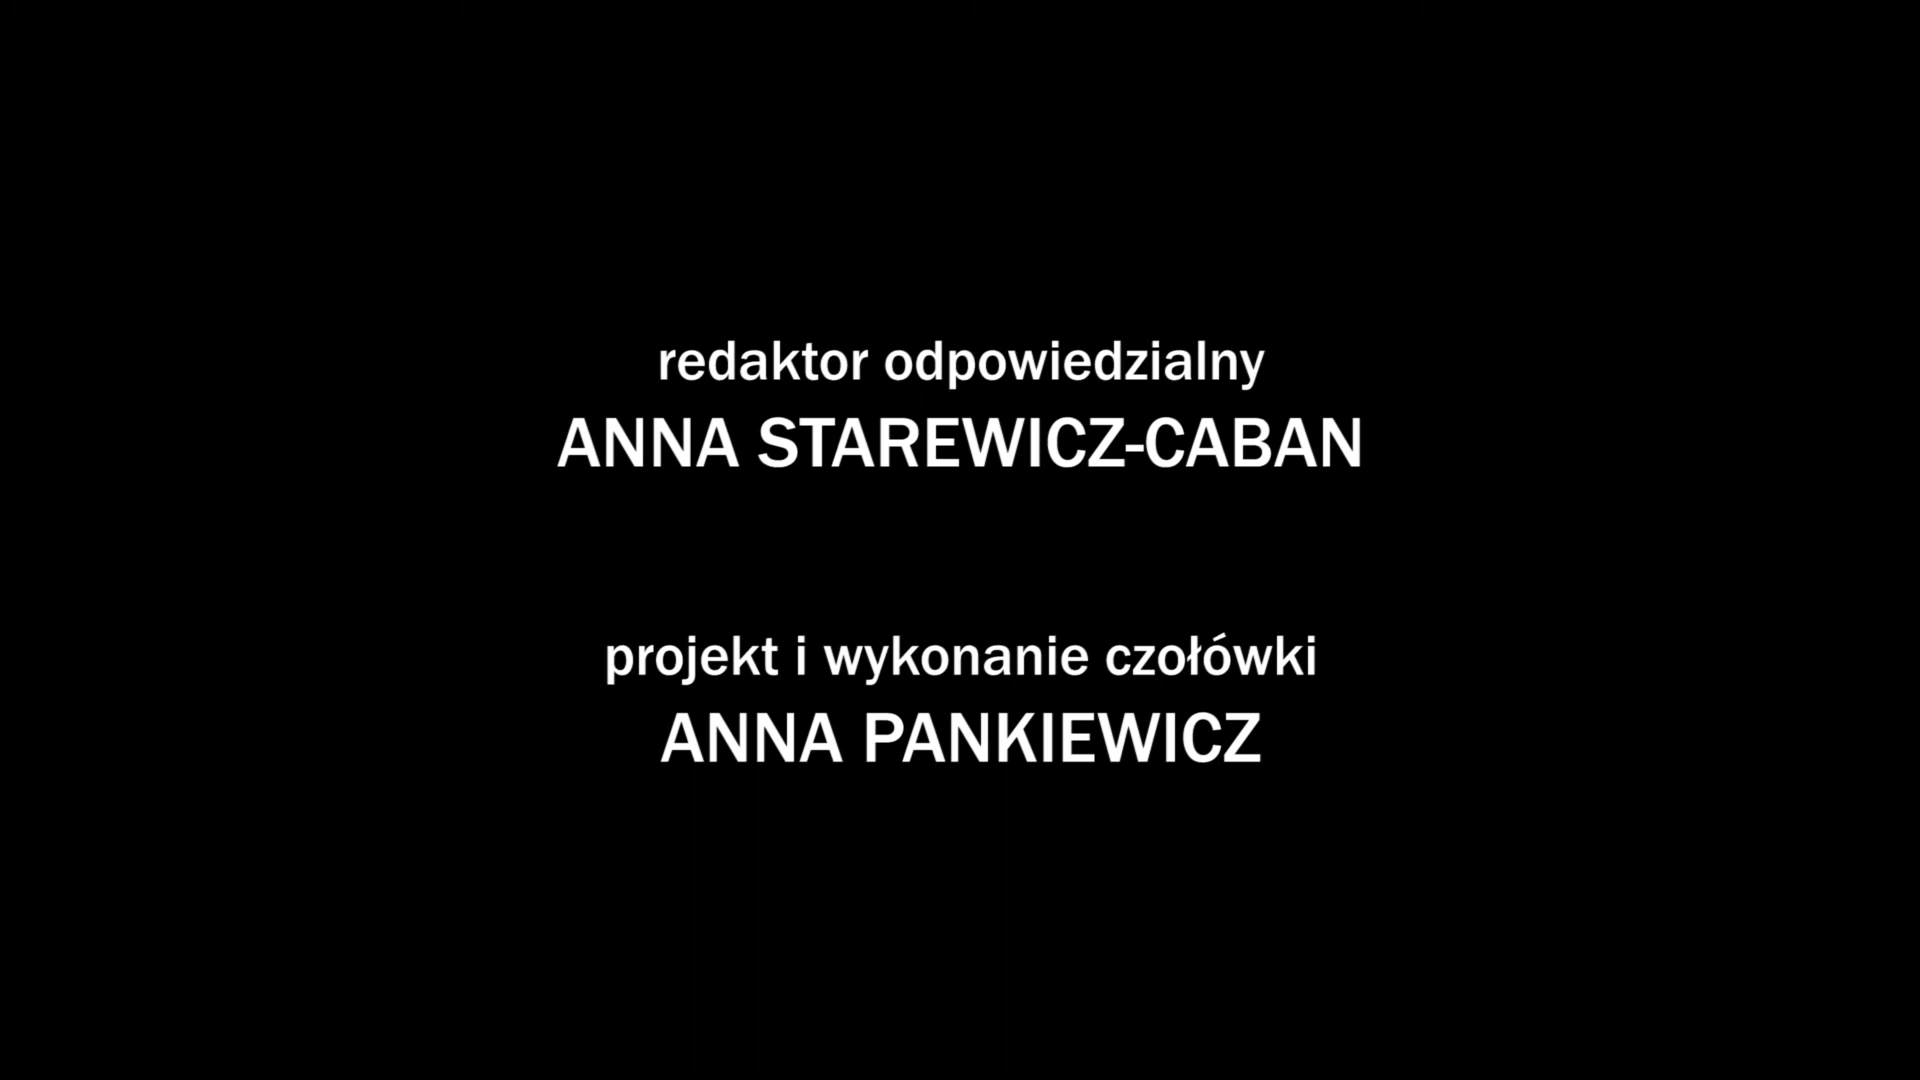 redaktor odpowiedzialny
ANNA STAREWICZ-CABAN
projekt i wykonanie czołówki
ANNA PANKIEWICZ